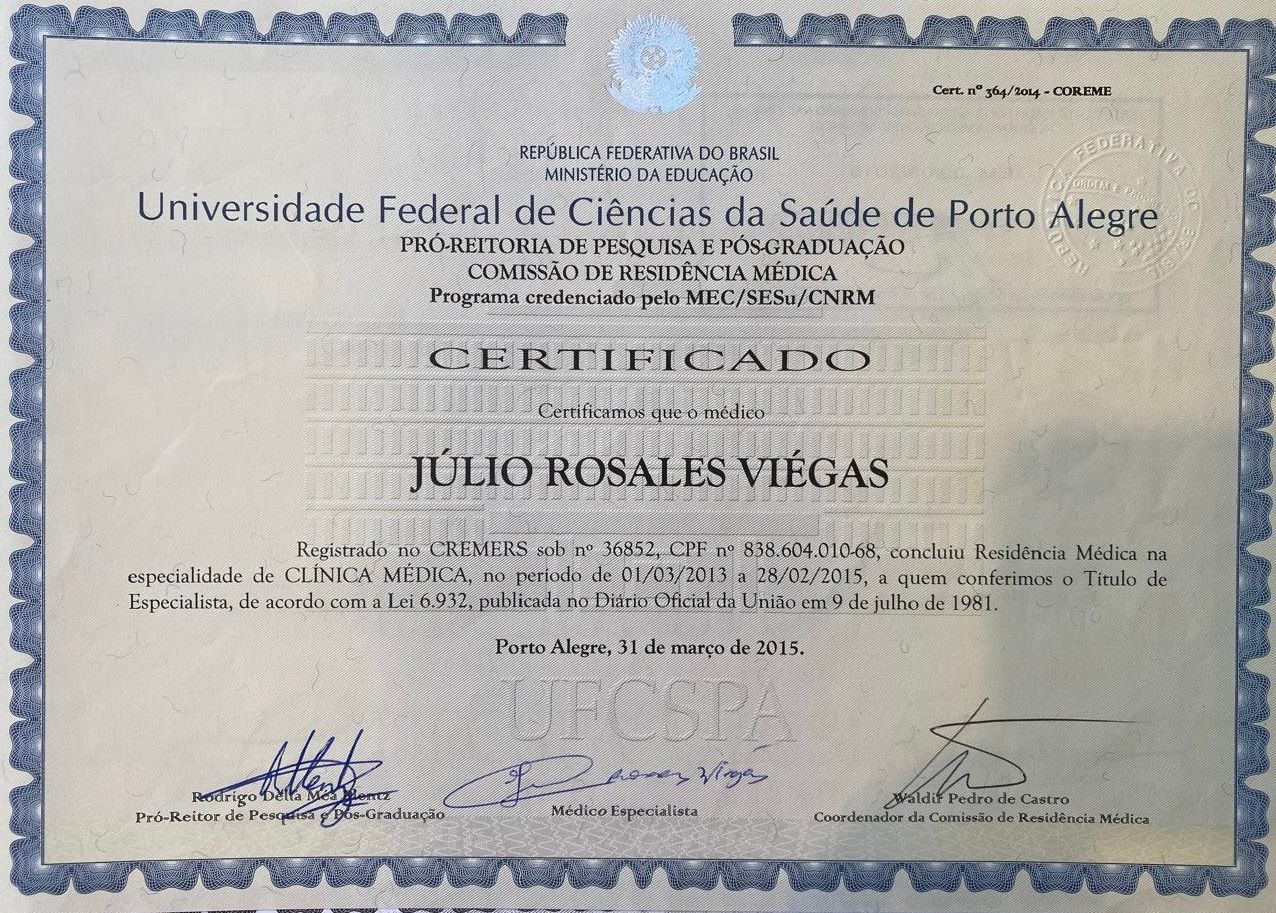 Cert. nº 364/2014 - COREME
REPÚBLICA FEDERATIVA DO BRASIL
MINISTÉRIO DA EDUCAÇÃO
Universidade Federal de Ciências da Saúde de Porto Alegre
PRÓ-REITORIA DE PESQUISA E PÓS-GRADUAÇÃO
COMISSÃO DE RESIDÊNCIA MÉDICA
Programa credenciado pelo MEC/SESu/CNRM
CERTIFICADO
Certificamos que o médico
JÚLIO ROSALES VIÉGAS
Registrado no CREMERS sob nº 36852, CPF nº 838.604.010-68, concluiu Residência Médica na
especialidade de CLÍNICA MÉDICA, no período de 01/03/2013 a 28/02/2015, a quem conferimos o Título de
Especialista, de acordo com a Lei 6.932, publicada no Diário Oficial da União em 9 de julho de 1981.
Porto Alegre, 31 de março de 2015.
UFCSPA
Rodrigo Della Méa Plentz
Pró-Reitor de Pesquisa e Pós-Graduação
Médico Especialista
Waldir Pedro de Castro
Coordenador da Comissão de Residência Médica